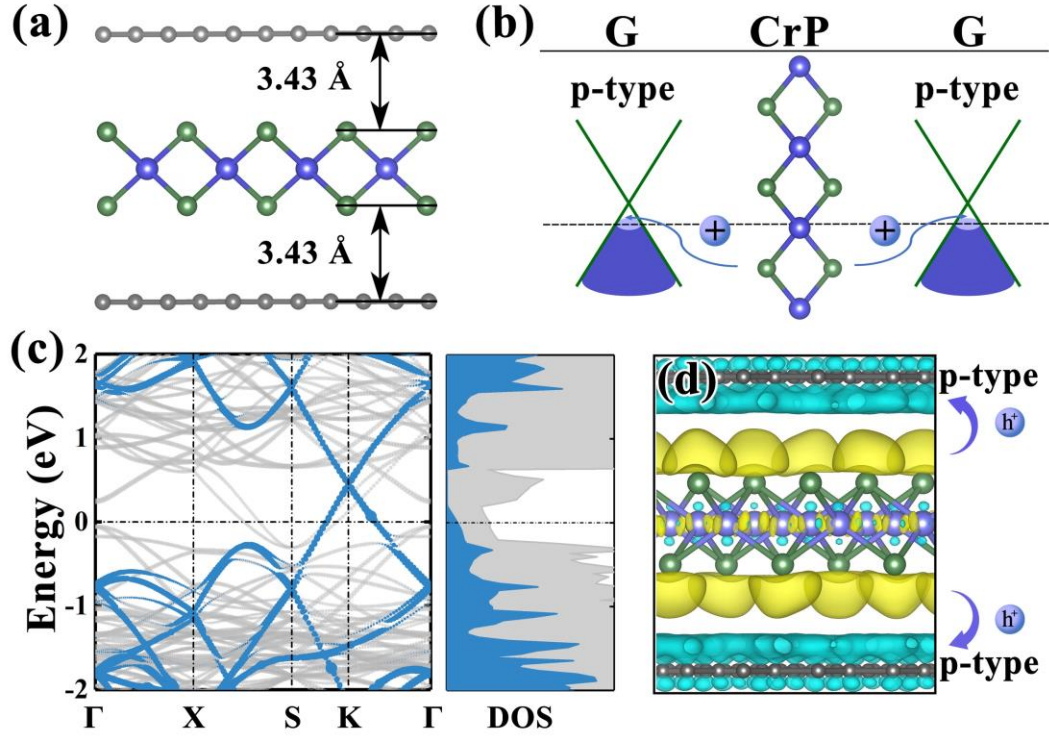 (a)
3.43 Å
3.43 Å
(b)
G CrP G
p-type p-type
+ +
(c)
Energy (eV)
2
1
0
-1
-2
Γ X S K Γ
DOS
(d)
p-type
h+
h+
p-type